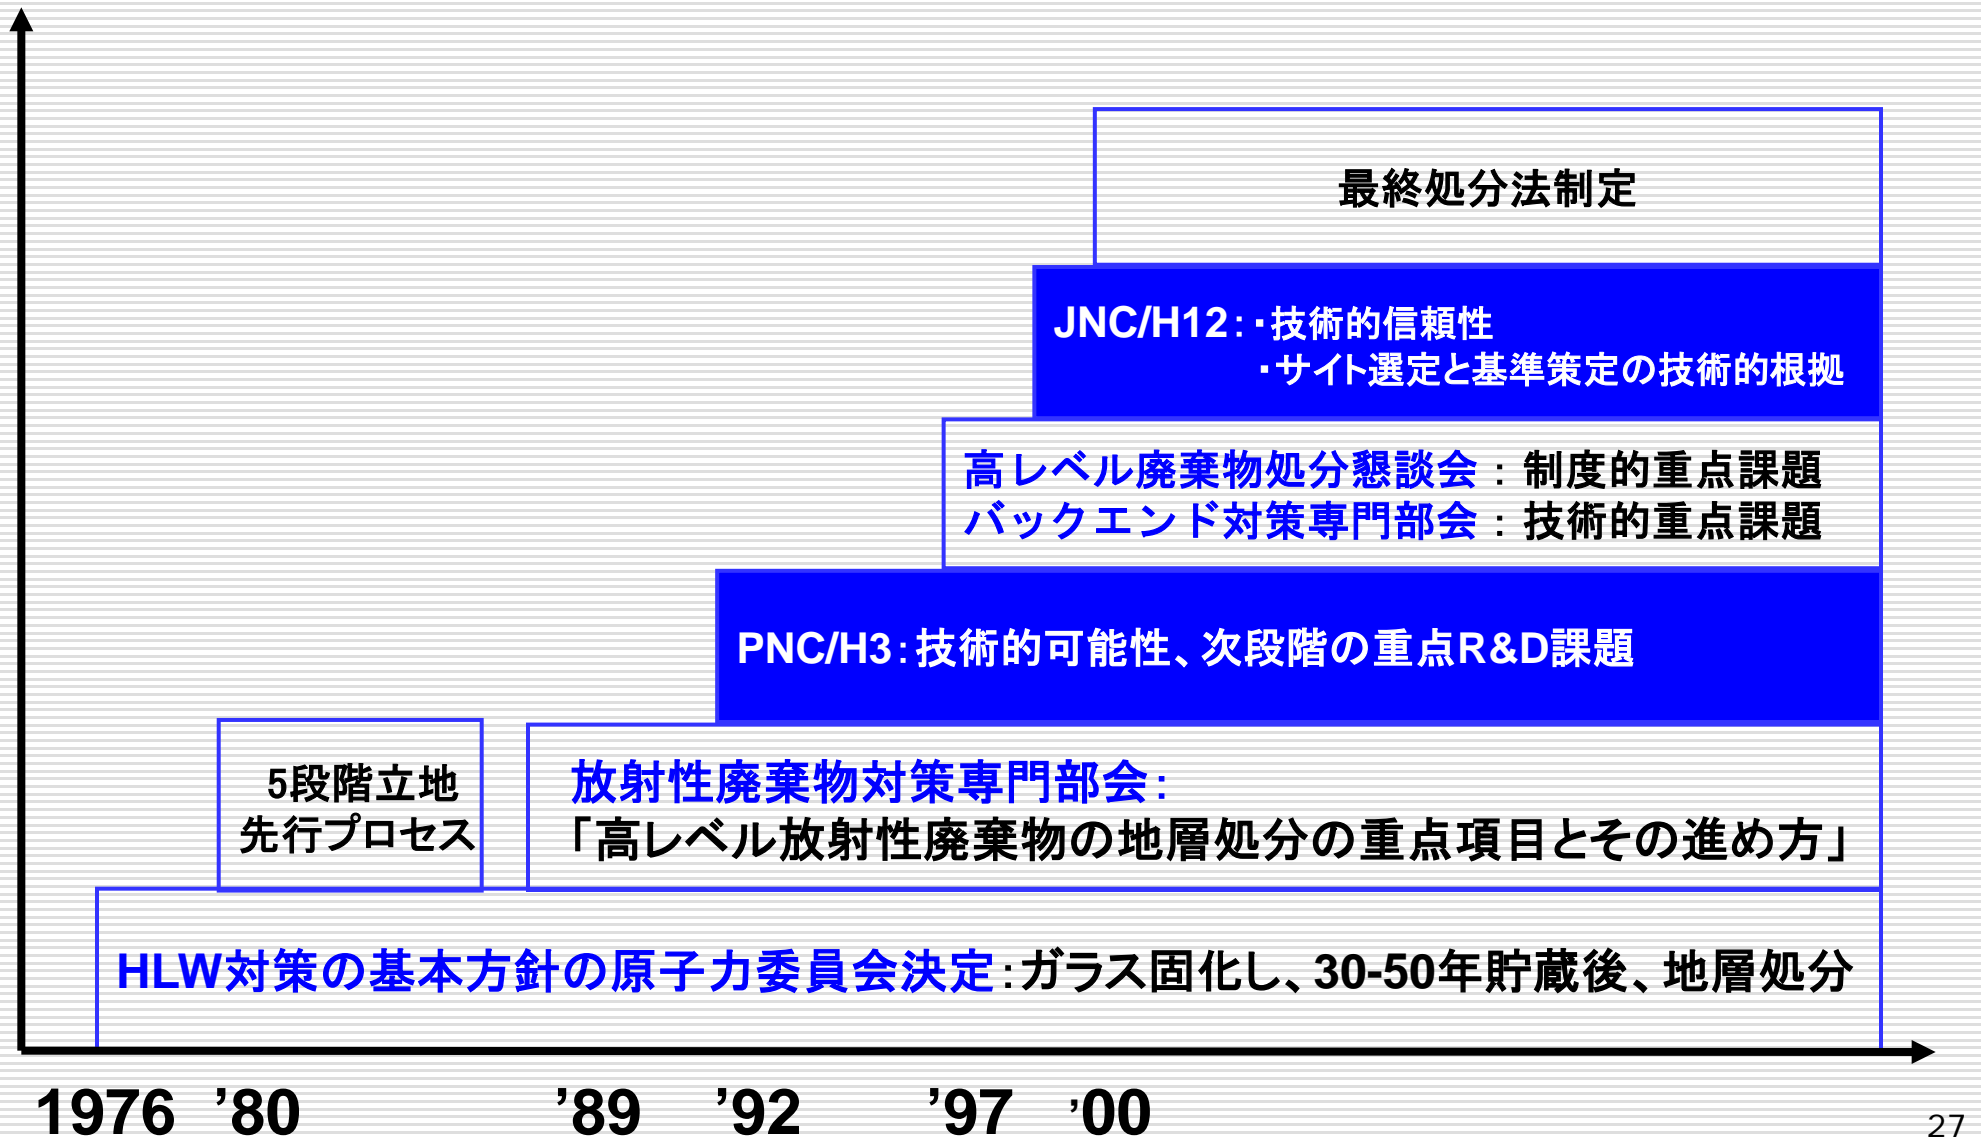 最終処分法制定
JNC/H12：・技術的信頼性
・サイト選定と基準策定の技術的根拠
高レベル廃棄物処分懇談会：制度的重点課題
バックエンド対策専門部会：技術的重点課題
PNC/H3：技術的可能性、次段階の重点R&D課題
5段階立地
先行プロセス
放射性廃棄物対策専門部会：
「高レベル放射性廃棄物の地層処分の重点項目とその進め方」
HLW対策の基本方針の原子力委員会決定：ガラス固化し、30-50年貯蔵後、地層処分
1976 ’80 ’89 ’92 ’97 ’00
27